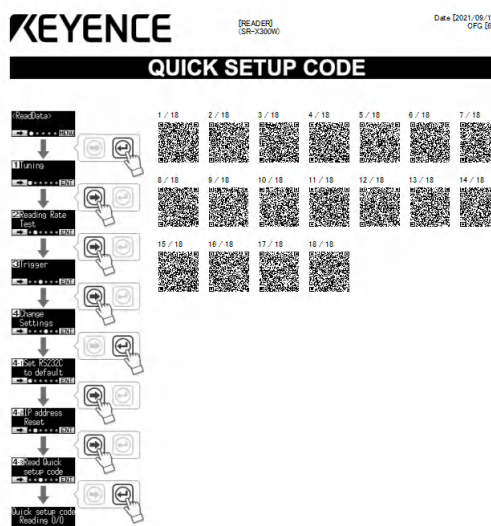 KEYENCE
[READER]
(SR-X300W)
Date [2021/09/1
CFG [6
QUICK SETUP CODE
<ReadData>
MENU
1 Tuning
ENT
2 Reading Rate
Test
ENT
3 Trigger
ENT
4 Change
Settings
ENT
4-1 Set RS232C
to default
ENT
4-2 IP address
Reset
ENT
4-3 Read Quick
setup code
ENT
Quick setup code
Reading 0/0
1 / 18
2 / 18
3 / 18
4 / 18
5 / 18
6 / 18
7 / 18
8 / 18
9 / 18
10 / 18
11 / 18
12 / 18
13 / 18
14 / 18
15 / 18
16 / 18
17 / 18
18 / 18